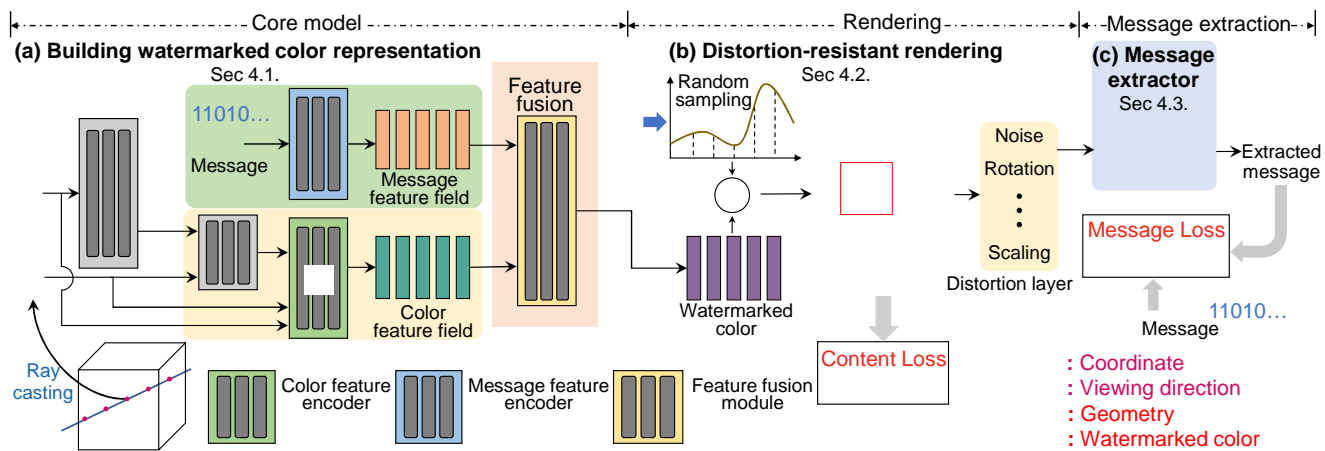 Core model
Rendering
Message extraction
(a) Building watermarked color representation
Sec 4.1.
(b) Distortion-resistant rendering
Sec 4.2.
(c) Message
extractor
Sec 4.3.
11010...
Message
Message
feature field
Color
feature field
Feature
fusion
Random
sampling
Watermarked
color
Noise
Rotation
Scaling
Distortion layer
Extracted
message
Message Loss
Message
11010...
Content Loss
Ray
casting
Color feature
encoder
Message feature
encoder
Feature fusion
module
: Coordinate
: Viewing direction
: Geometry
: Watermarked color